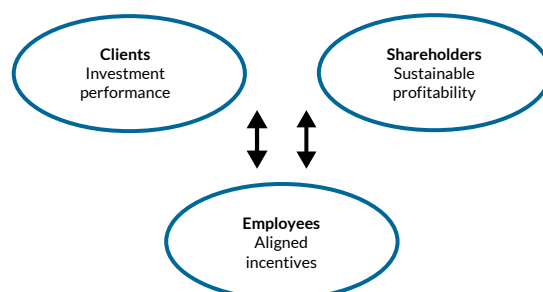 Clients
Investment
performance
Shareholders
Sustainable
profitability
Employees
Aligned
incentives